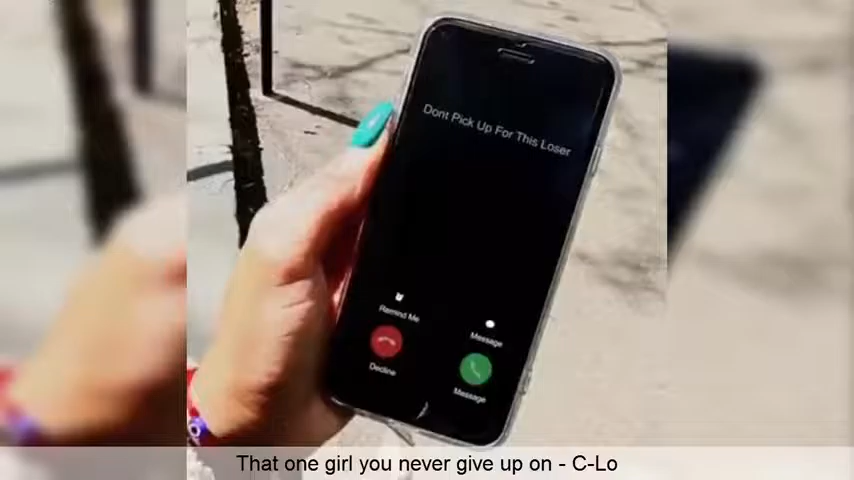 Dont Pick Up For This Loser
Remind Me
Message
Decline
Message
That one girl you never give up on - C-Lo